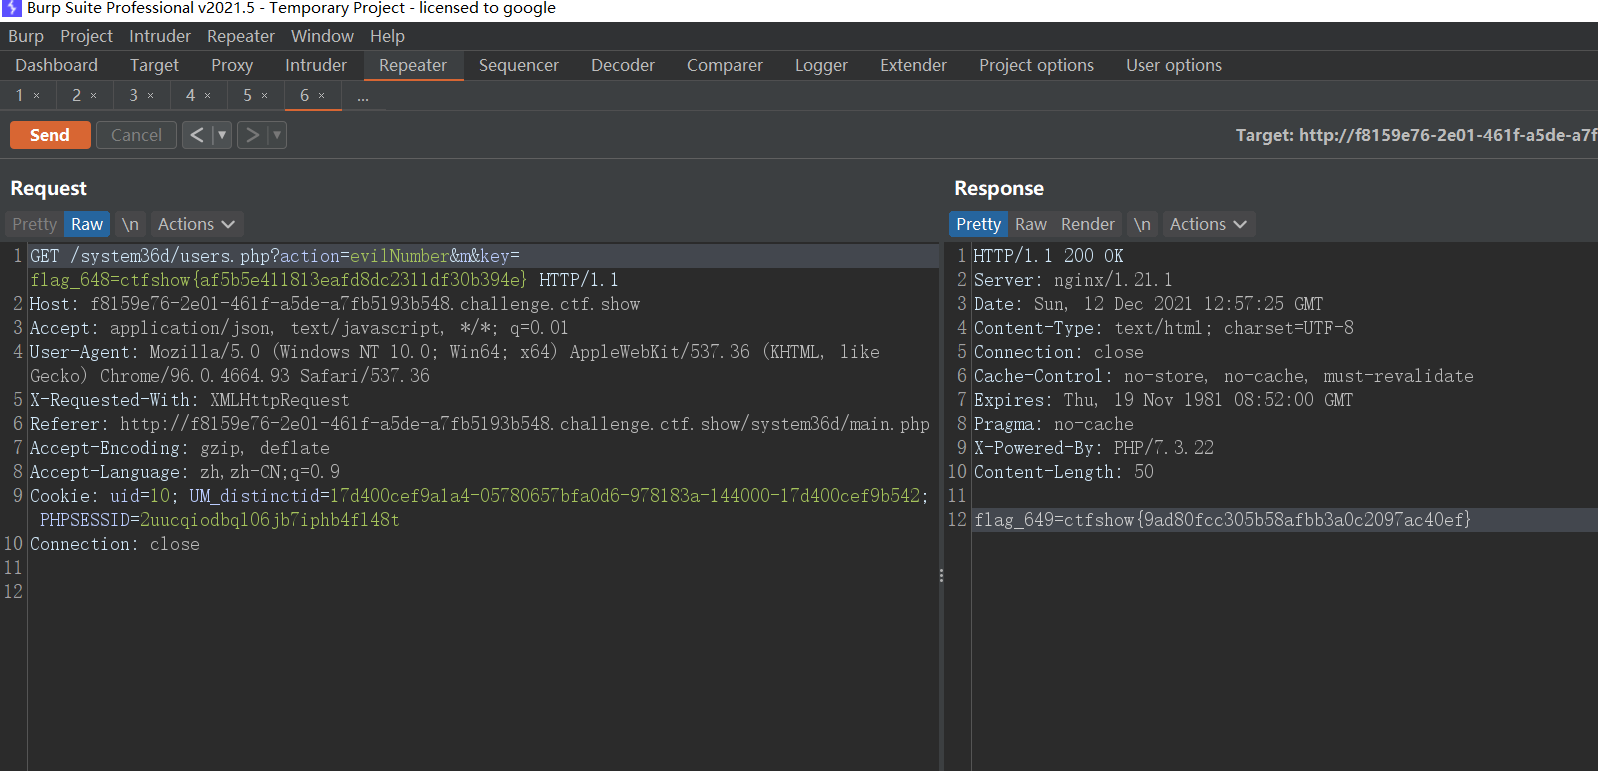 Burp Suite Professional v2021.5 - Temporary Project - licensed to google
Burp Project Intruder Repeater Window Help
Dashboard Target Proxy Intruder Repeater Sequencer Decoder Comparer Logger Extender Project options User options
1 × 2 × 3 × 4 × 5 × 6 × ...
Send Cancel < ▼ > ▼ Target: http://f8159e76-2e01-461f-a5de-a7f
Request
Pretty Raw \n Actions
1 GET /system36d/users.php?action=evilNumber&m&key=
flag_648=ctfshow{af5b5e411813eafd8dc2311df30b394e} HTTP/1.1
2 Host: f8159e76-2e01-461f-a5de-a7fb5193b548.challenge.ctf.show
3 Accept: application/json, text/javascript, */*; q=0.01
4 User-Agent: Mozilla/5.0 (Windows NT 10.0; Win64; x64) AppleWebKit/537.36 (KHTML, like
Gecko) Chrome/96.0.4664.93 Safari/537.36
5 X-Requested-With: XMLHttpRequest
6 Referer: http://f8159e76-2e01-461f-a5de-a7fb5193b548.challenge.ctf.show/system36d/main.php
7 Accept-Encoding: gzip, deflate
8 Accept-Language: zh,zh-CN;q=0.9
9 Cookie: uid=10; UM_distinctid=17d400cef9a1a4-05780657bfa0d6-978183a-144000-17d400cef9b542;
PHPSESSID=2uucqiodbql06jb7iphb4fl48t
10 Connection: close
11
12
Response
Pretty Raw Render \n Actions
1 HTTP/1.1 200 OK
2 Server: nginx/1.21.1
3 Date: Sun, 12 Dec 2021 12:57:25 GMT
4 Content-Type: text/html; charset=UTF-8
5 Connection: close
6 Cache-Control: no-store, no-cache, must-revalidate
7 Expires: Thu, 19 Nov 1981 08:52:00 GMT
8 Pragma: no-cache
9 X-Powered-By: PHP/7.3.22
10 Content-Length: 50
11
12 flag_649=ctfshow{9ad80fcc305b58afbb3a0c2097ac40ef}